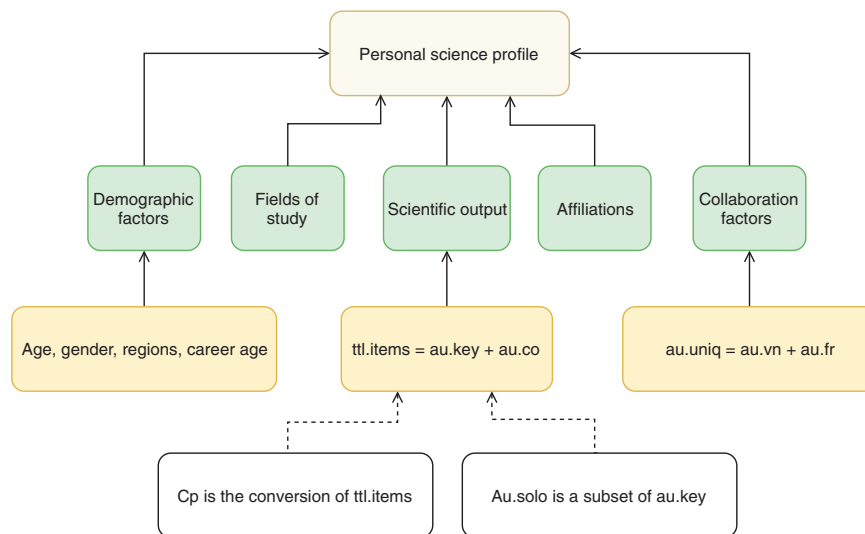 Personal science profile
Demographic
factors
Fields of
study
Scientific output
Affiliations
Collaboration
factors
Age, gender, regions, career age
ttl.items = au.key + au.co
au.uniq = au.vn + au.fr
Cp is the conversion of ttl.items
Au.solo is a subset of au.key